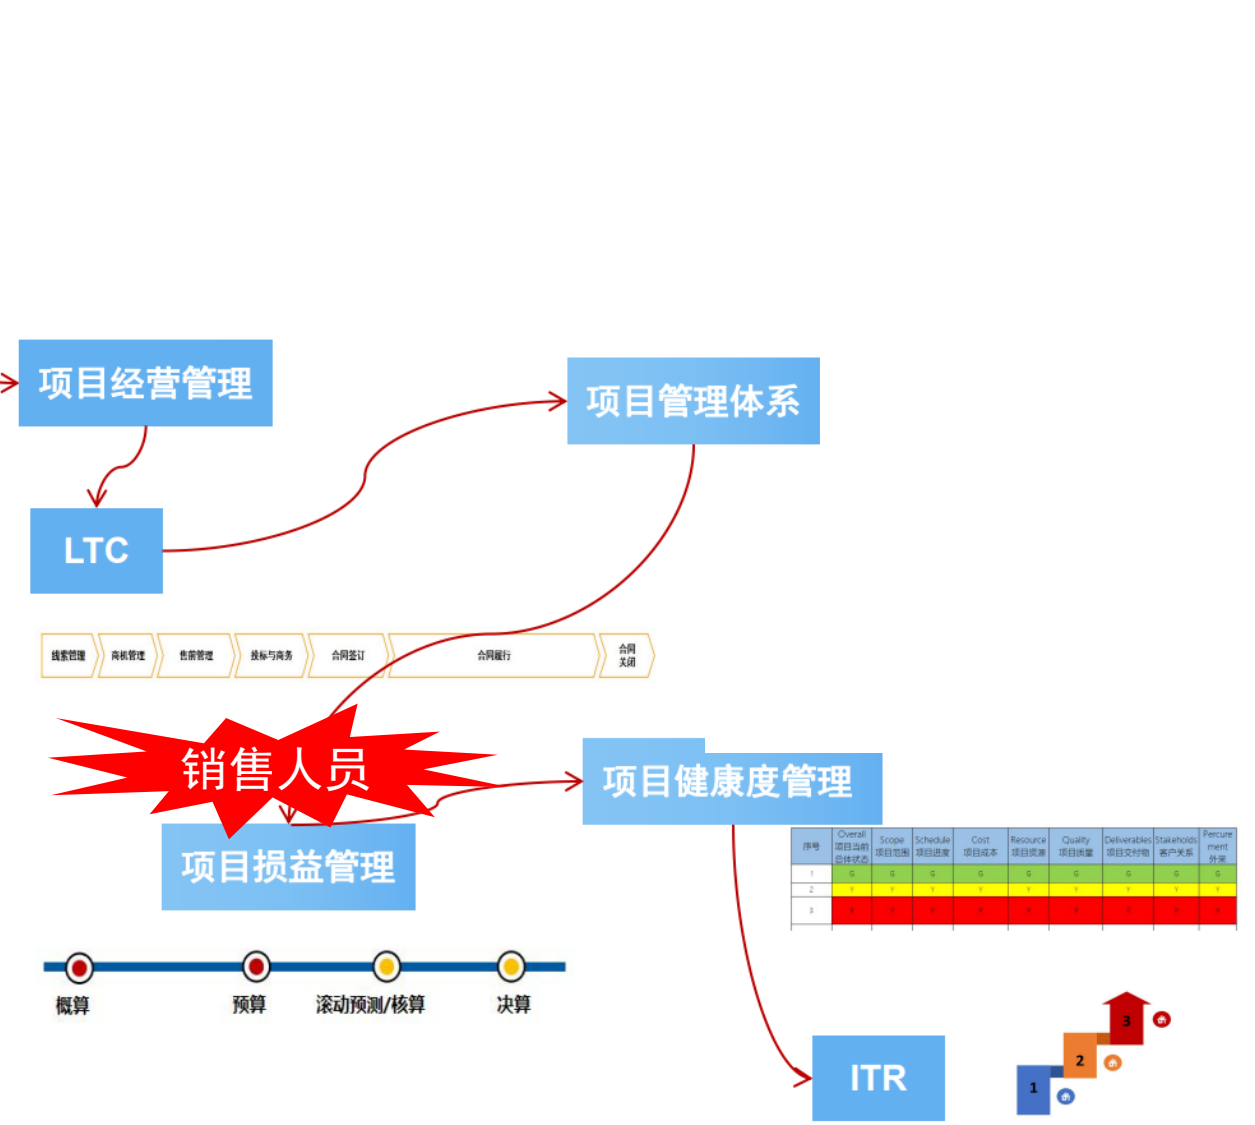 项目经营管理
项目管理体系
LTC
线索管理
商机管理
售前管理
投标与商务
合同签订
合同履行
合同
关闭
销售人员
项目健康度管理
项目损益管理
序号
Overall
项目当前
总体状态
Scope
项目范围
Schedule
项目进度
Cost
项目成本
Resource
项目资源
Quality
项目质量
Deliverables
项目交付物
Stakeholds
客户关系
Percure
ment
外采
1 G G G G G G G G G
2 Y Y Y Y Y Y Y Y Y
3
概算
预算
滚动预测/核算
决算
ITR
3
2
1